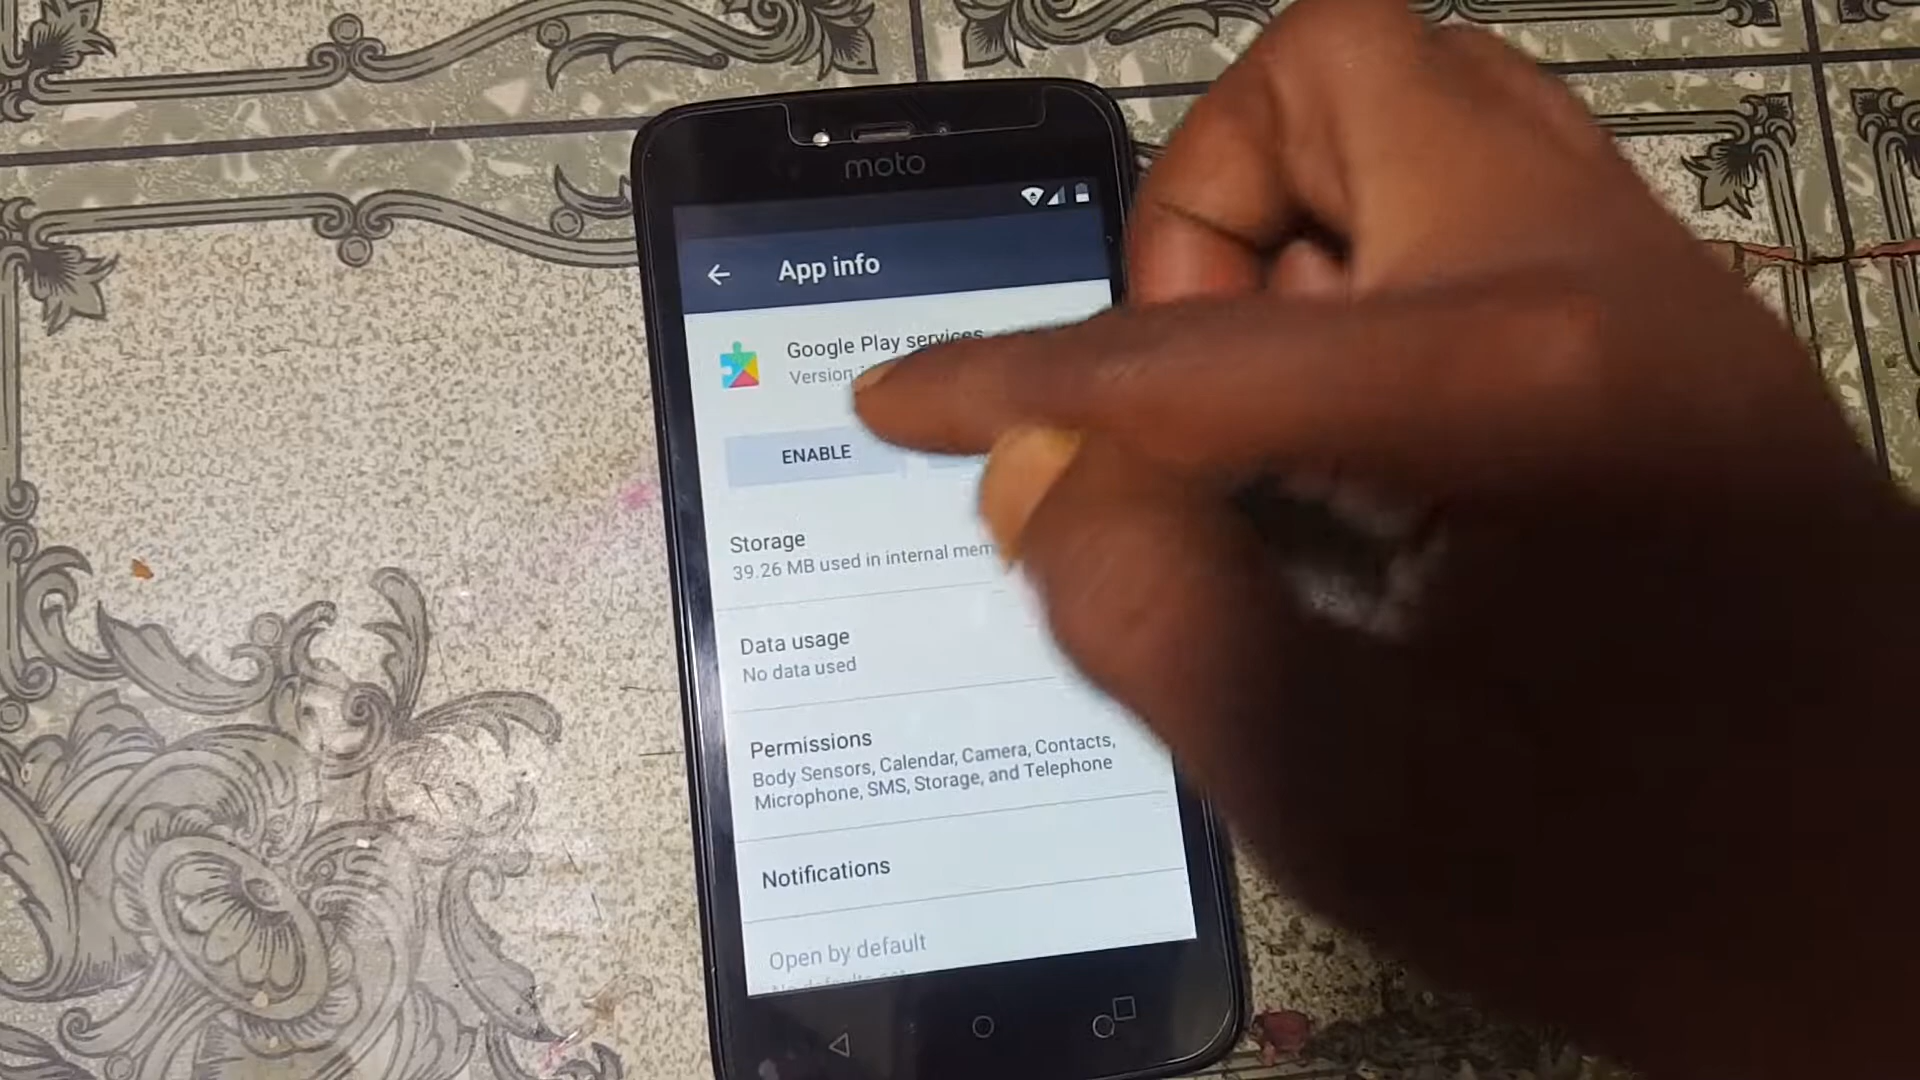 moto
App info
Google Play services
Version
ENABLE
Storage
39.26 MB used in internal mem
Data usage
No data used
Permissions
Body Sensors, Calendar, Camera, Contacts,
Microphone, SMS, Storage, and Telephone
Notifications
Open by default